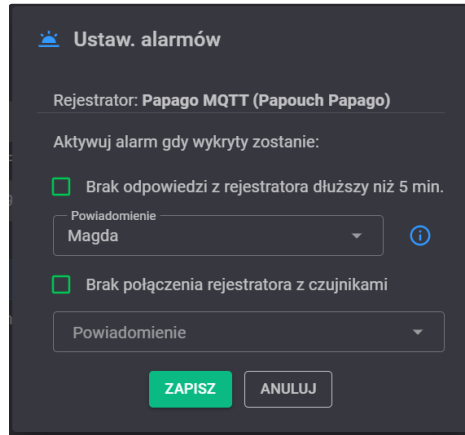 Ustaw. alarmów
Rejestrator: Papago MQTT (Papouch Papago)
Aktywuj alarm gdy wykryty zostanie:
Brak odpowiedzi z rejestratora dłuższy niż 5 min.
Powiadomienie
Magda
Brak połączenia rejestratora z czujnikami
Powiadomienie
ZAPISZ ANULUJ